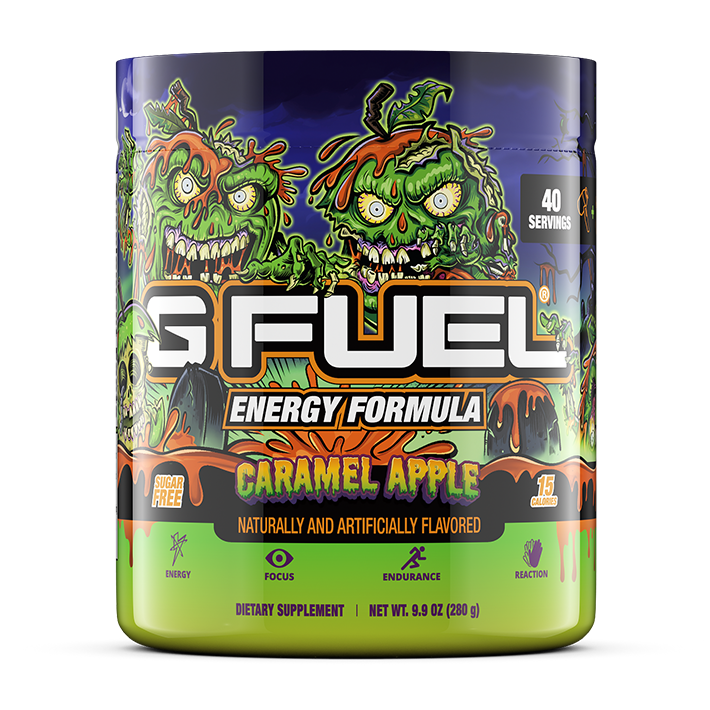 40
SERVINGS
G FUEL®
ENERGY FORMULA
CARAMEL APPLE
SUGAR
FREE
15
CALORIES
NATURALLY AND ARTIFICIALLY FLAVORED
ENERGY
FOCUS
ENDURANCE
REACTION
DIETARY SUPPLEMENT | NET WT. 9.9 OZ (280 g)